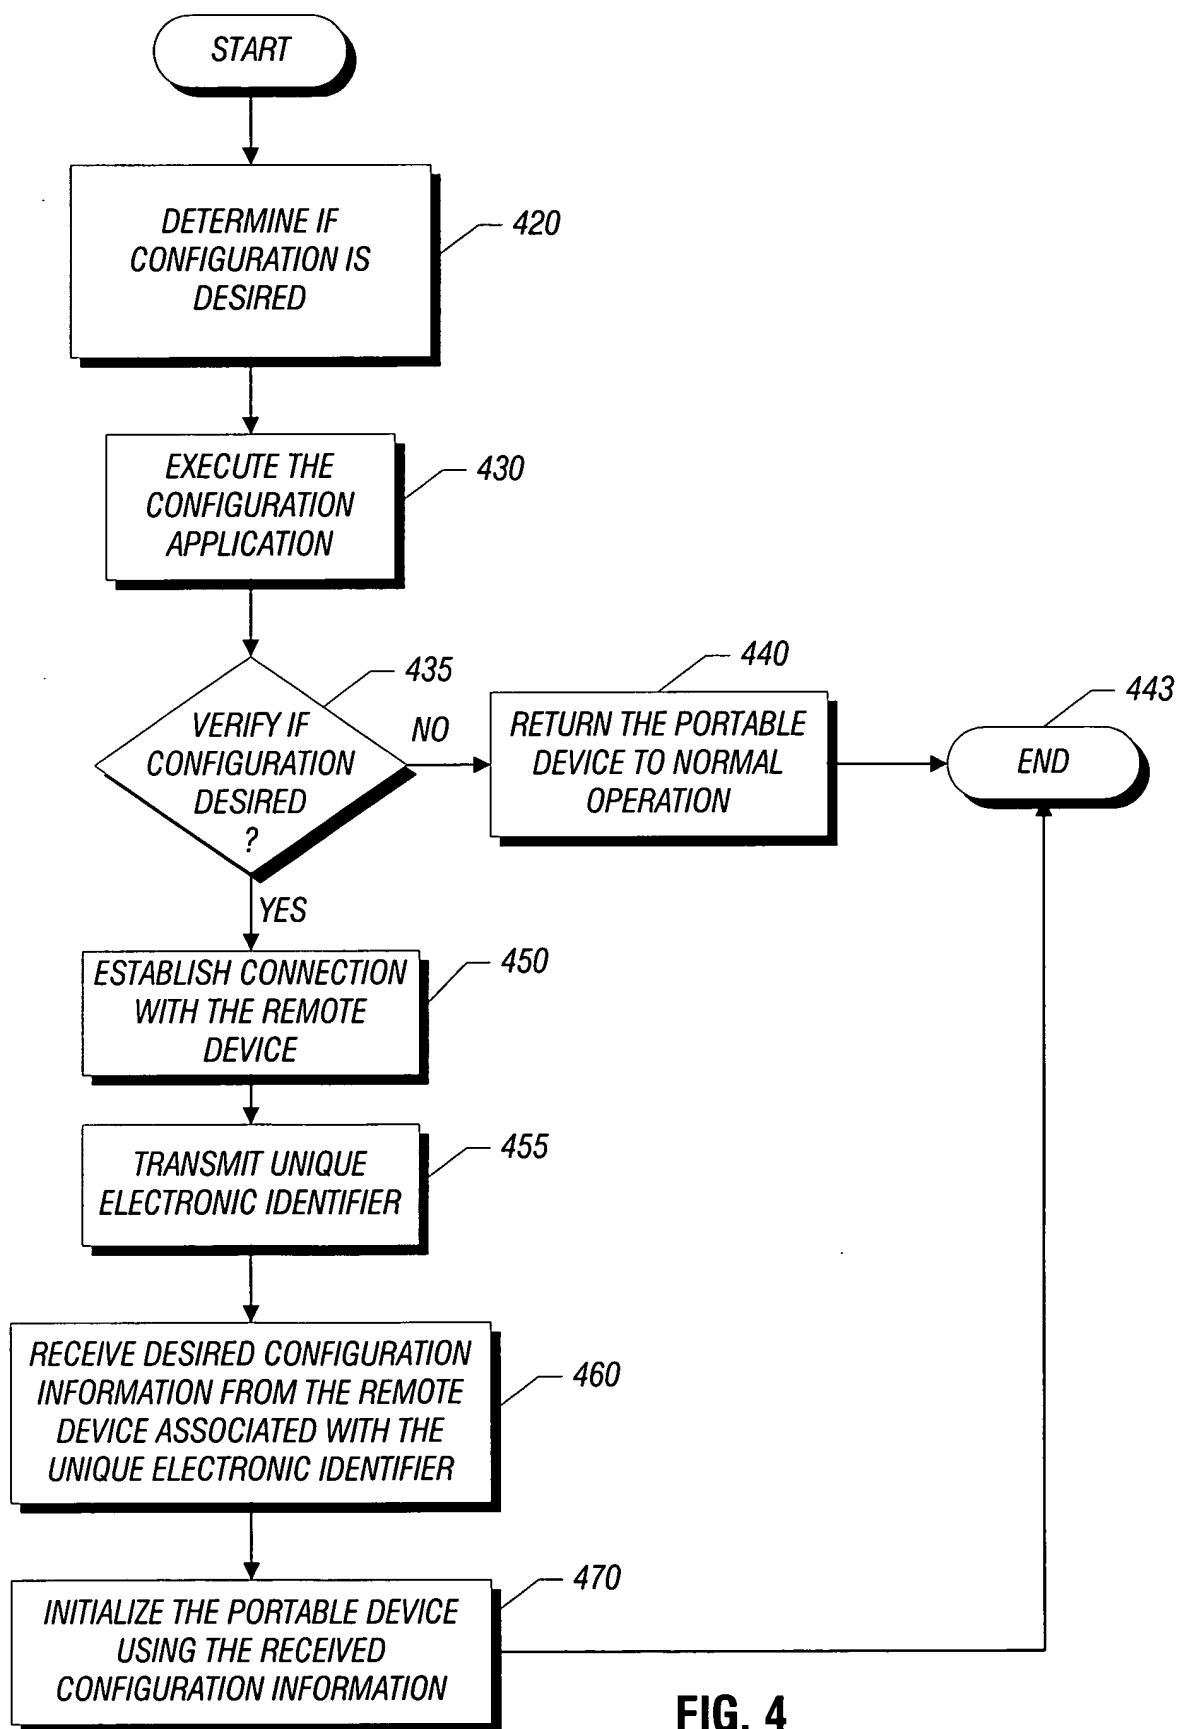 START
DETERMINE IF
CONFIGURATION IS
DESIRED
420
EXECUTE THE
CONFIGURATION
APPLICATION
430
VERIFY IF
CONFIGURATION
DESIRED
?
435
NO
RETURN THE PORTABLE
DEVICE TO NORMAL
OPERATION
440
END
443
YES
ESTABLISH CONNECTION
WITH THE REMOTE
DEVICE
450
TRANSMIT UNIQUE
ELECTRONIC IDENTIFIER
455
RECEIVE DESIRED CONFIGURATION
INFORMATION FROM THE REMOTE
DEVICE ASSOCIATED WITH THE
UNIQUE ELECTRONIC IDENTIFIER
460
INITIALIZE THE PORTABLE DEVICE
USING THE RECEIVED
CONFIGURATION INFORMATION
470
FIG. 4